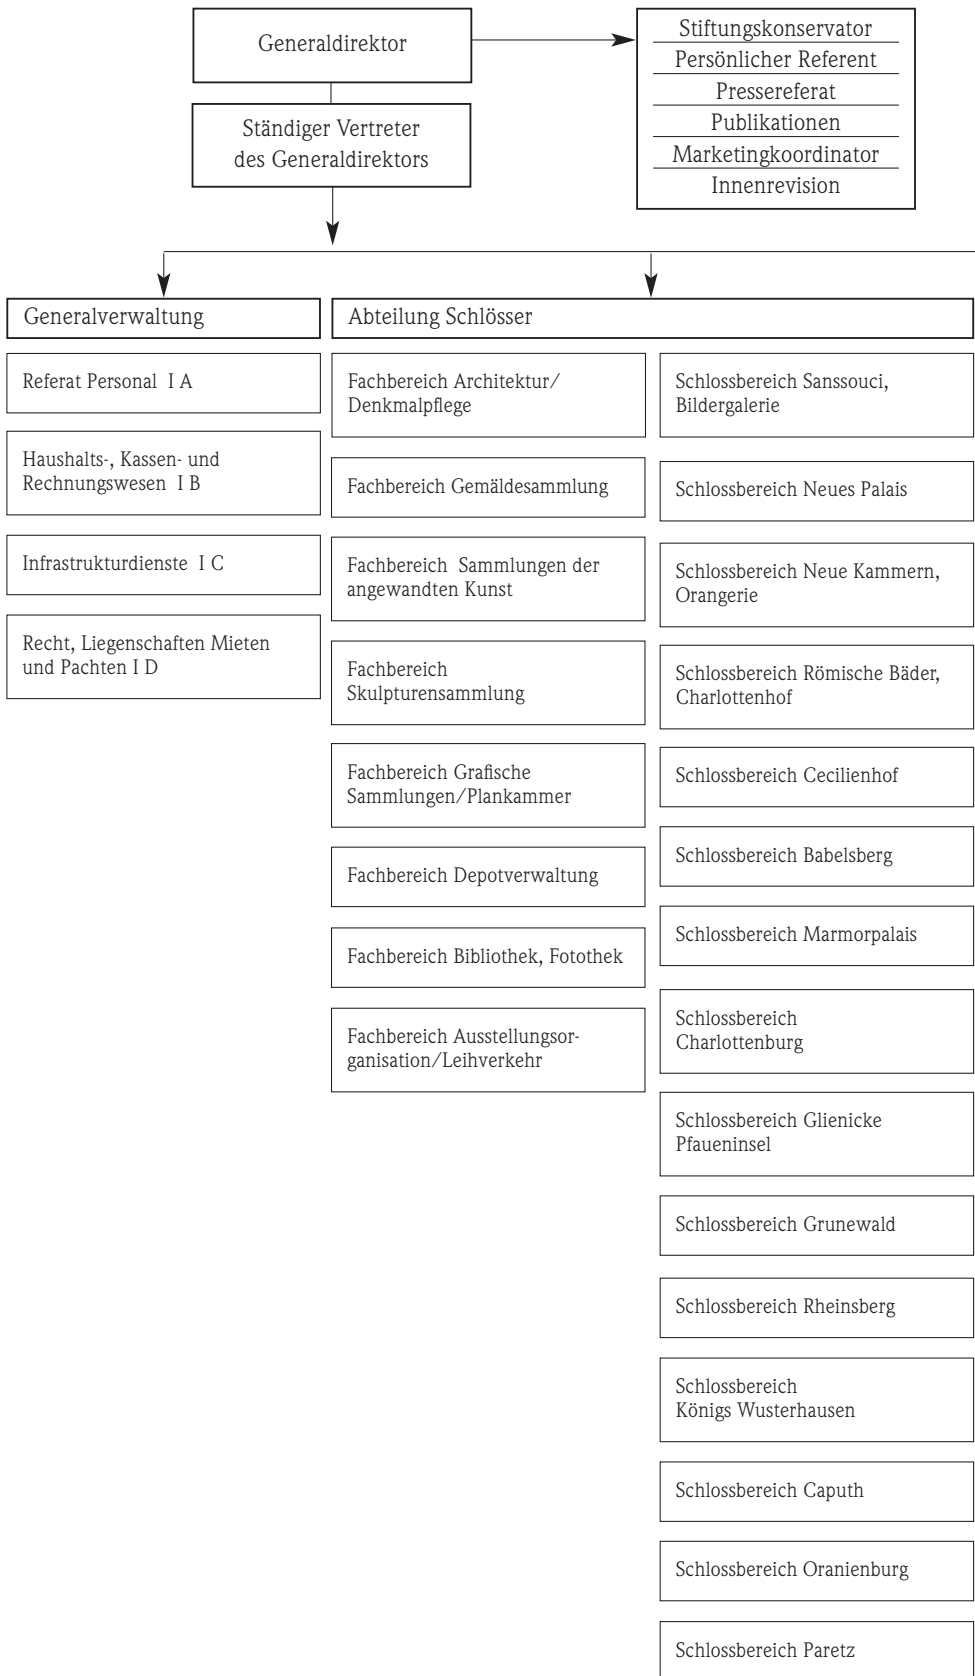 Generaldirektor
Stiftungskonservator
Persönlicher Referent
Pressereferat
Publikationen
Marketingkoordinator
Innenrevision
Ständiger Vertreter
des Generaldirektors
Generalverwaltung
Referat Personal  I A
Haushalts-, Kassen- und
Rechnungswesen  I B
Infrastrukturdienste  I C
Recht, Liegenschaften Mieten
und Pachten I D
Abteilung Schlösser
Fachbereich Architektur/
Denkmalpflege
Fachbereich Gemäldesammlung
Fachbereich  Sammlungen der
angewandten Kunst
Fachbereich
Skulpturensammlung
Fachbereich Grafische
Sammlungen/Plankammer
Fachbereich Depotverwaltung
Fachbereich Bibliothek, Fotothek
Fachbereich Ausstellungsor-
ganisation/Leihverkehr
Schlossbereich Sanssouci,
Bildergalerie
Schlossbereich Neues Palais
Schlossbereich Neue Kammern,
Orangerie
Schlossbereich Römische Bäder,
Charlottenhof
Schlossbereich Cecilienhof
Schlossbereich Babelsberg
Schlossbereich Marmorpalais
Schlossbereich
Charlottenburg
Schlossbereich Glienicke
Pfaueninsel
Schlossbereich Grunewald
Schlossbereich Rheinsberg
Schlossbereich
Königs Wusterhausen
Schlossbereich Caputh
Schlossbereich Oranienburg
Schlossbereich Paretz